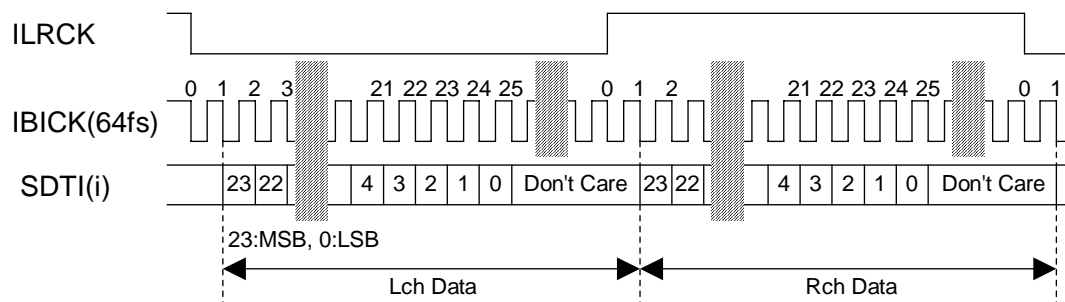 ILRCK
0 1 2 3 21 22 23 24 25 0 1 2 21 22 23 24 25 0 1
IBICK(64fs)
SDTI(i) 23 22 4 3 2 1 0 Don't Care 23 22 4 3 2 1 0 Don't Care
23:MSB, 0:LSB
Lch Data Rch Data